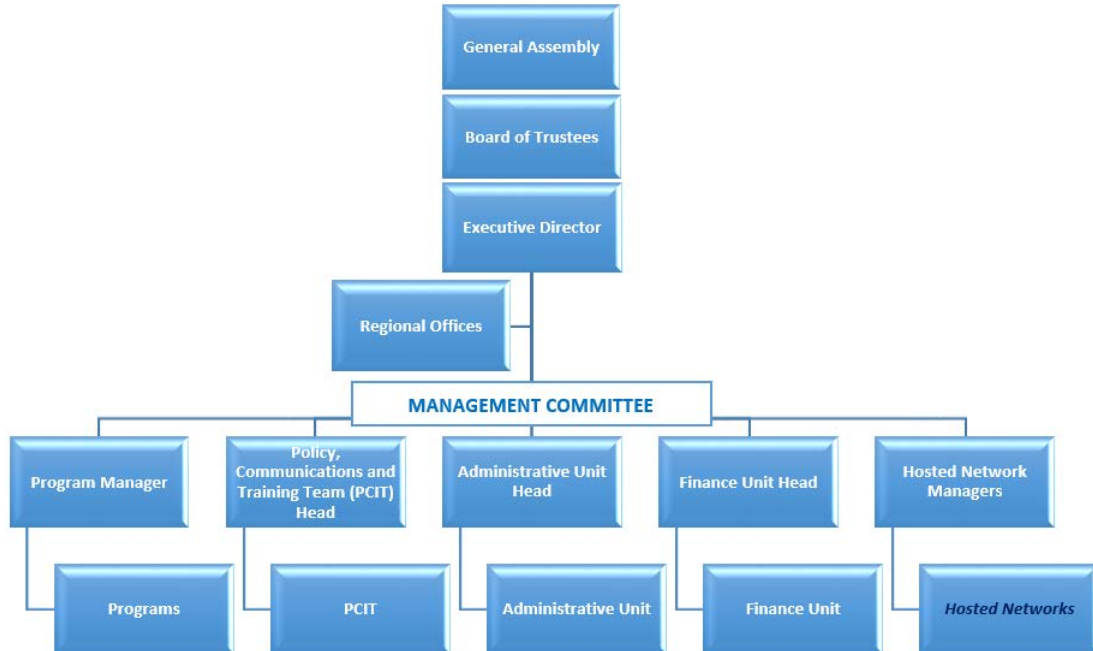 General Assembly
Board of Trustees
Executive Director
Regional Offices
MANAGEMENT COMMITTEE
Program Manager
Policy,
Communications and
Training Team (PCIT)
Head
Administrative Unit
Head
Finance Unit Head
Hosted Network
Managers
Programs
PCIT
Administrative Unit
Finance Unit
Hosted Networks